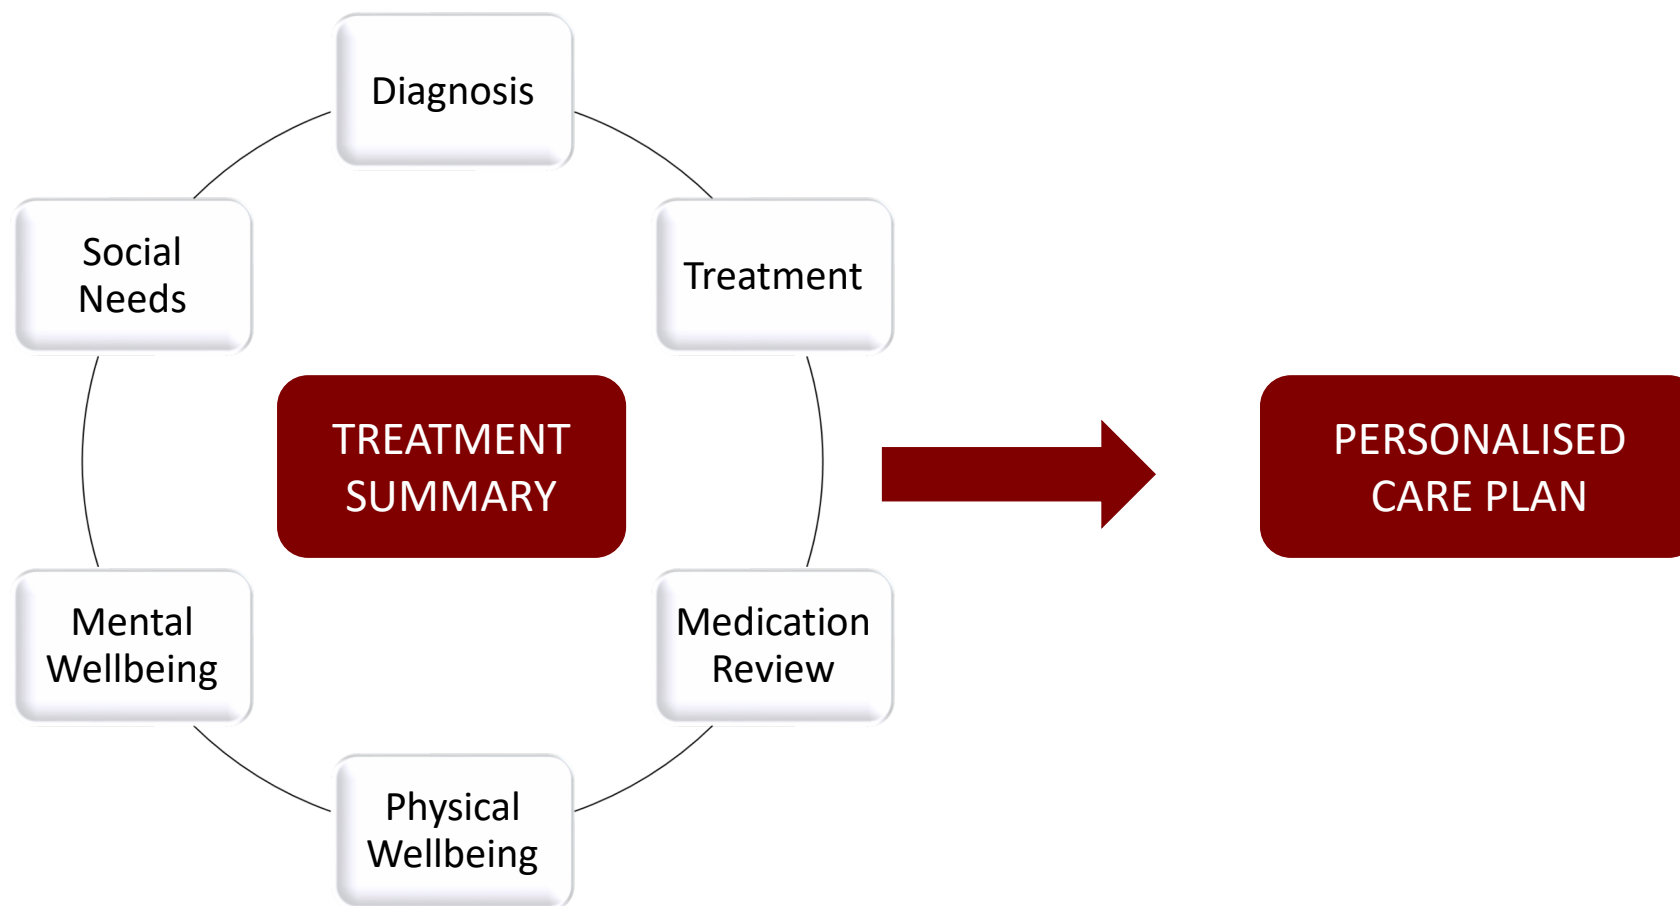 Diagnosis
Treatment
Medication
Review
Physical
Wellbeing
Mental
Wellbeing
Social
Needs
TREATMENT
SUMMARY
PERSONALISED
CARE PLAN